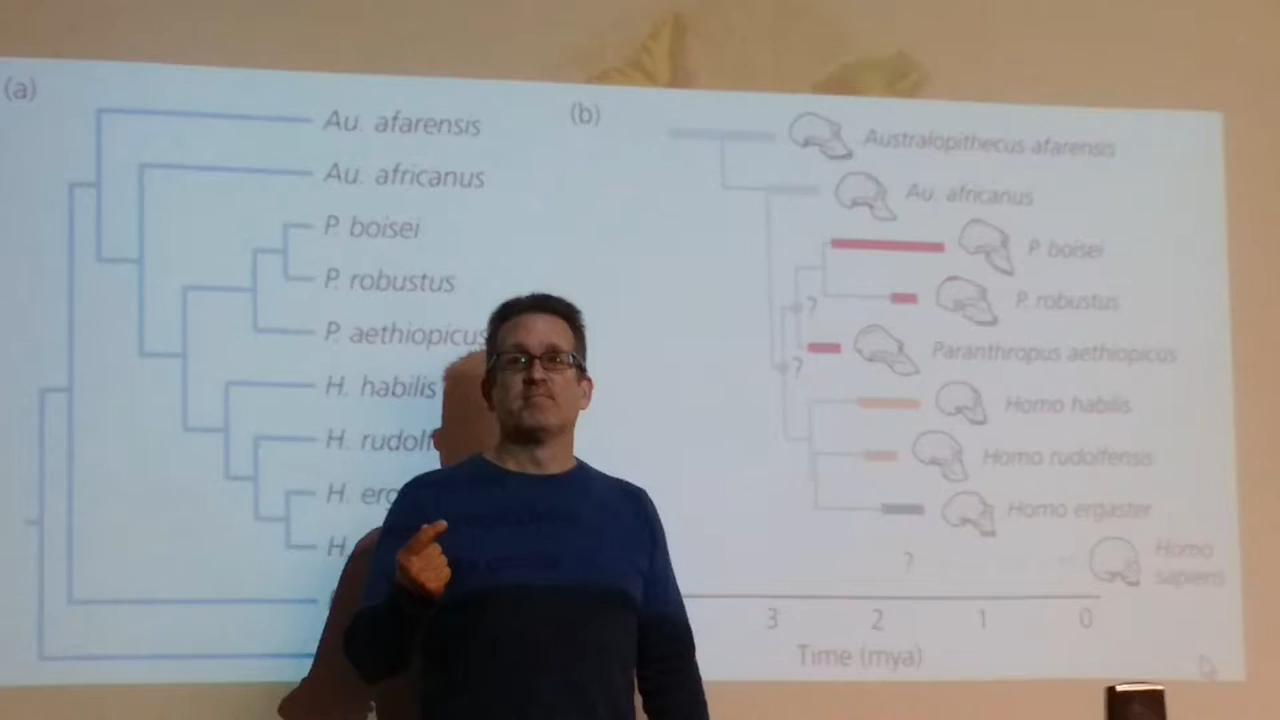 (a)
Au. afarensis
Au. africanus
P. boisei
P. robustus
P. aethiopicus
H. habilis
H.
H.
H.
(b)
Australopithecus afarensis
Au. africanus
P. boisei
?
P. robustus
?
Paranthropus aethiopicus
Homo habilis
Homo rudolfensis
Homo ergaster
?
Homo
sapiens
3 2 1 0
Time (mya)